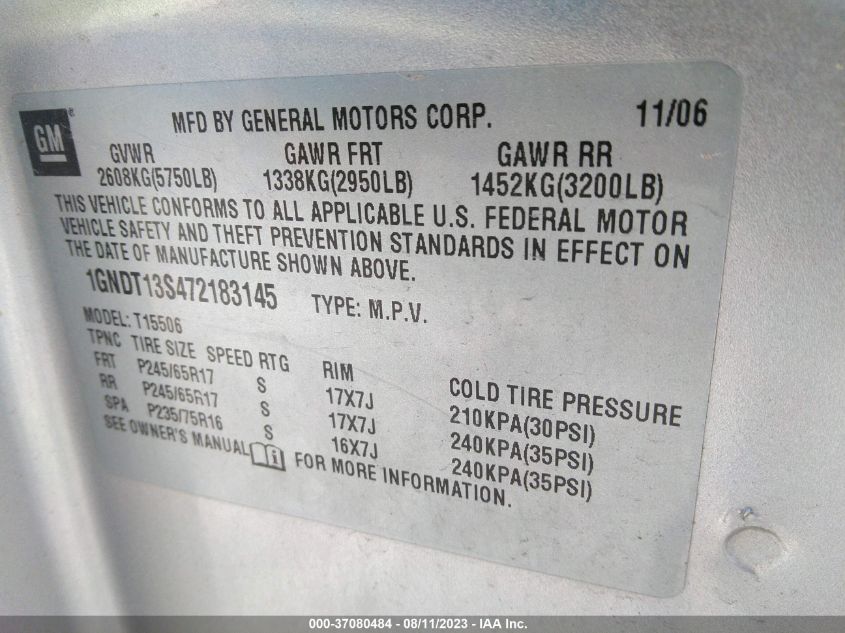 GM®
MFD BY GENERAL MOTORS CORP. 11/06
GVWR GAWR FRT GAWR RR
2608KG(5750LB) 1338KG(2950LB) 1452KG(3200LB)
THIS VEHICLE CONFORMS TO ALL APPLICABLE U.S. FEDERAL MOTOR
VEHICLE SAFETY AND THEFT PREVENTION STANDARDS IN EFFECT ON
THE DATE OF MANUFACTURE SHOWN ABOVE.
1GNDT13S472183145 TYPE: M.P.V.
MODEL: T15506
TPNC TIRE SIZE SPEED RTG RIM COLD TIRE PRESSURE
FRT P245/65R17 S 17X7J 210KPA(30PSI)
RR P245/65R17 S 17X7J 240KPA(35PSI)
SPA P235/75R16 S 16X7J 240KPA(35PSI)
SEE OWNER'S MANUAL i FOR MORE INFORMATION.
000-37080484 - 08/11/2023 - IAA Inc.